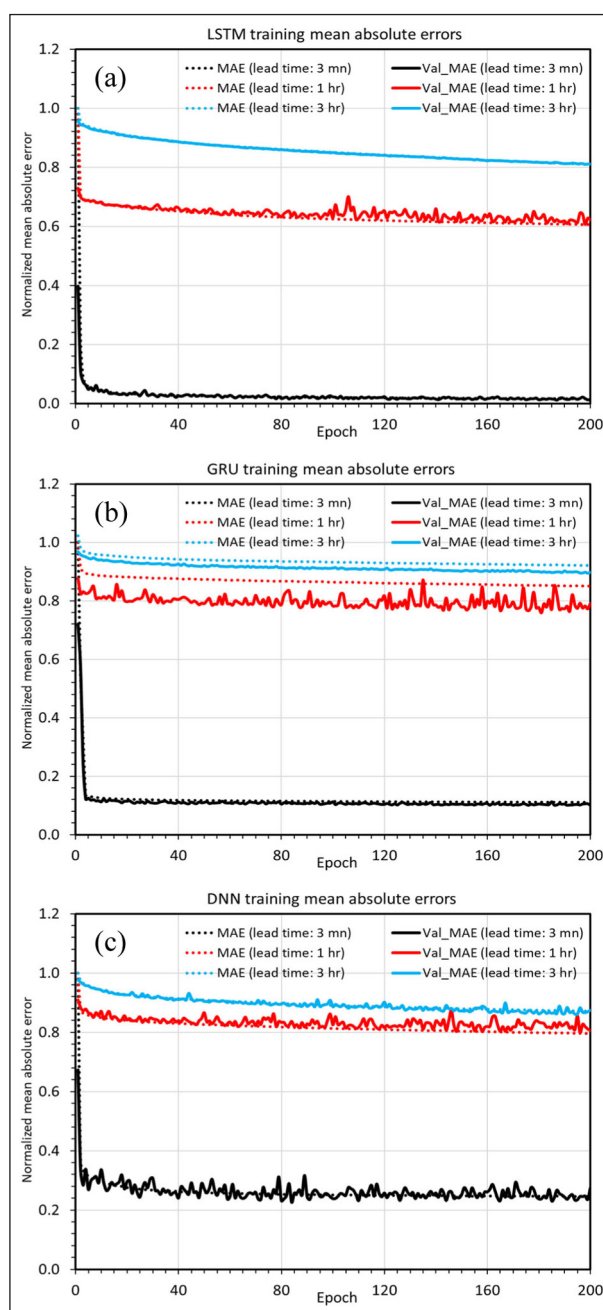 LSTM training mean absolute errors
(a)
MAE (lead time: 3 mn) Val_MAE (lead time: 3 mn)
MAE (lead time: 1 hr) Val_MAE (lead time: 1 hr)
MAE (lead time: 3 hr) Val_MAE (lead time: 3 hr)
Normalized mean absolute error
1.2
1.0
0.8
0.6
0.4
0.2
0.0
0 40 80 120 160 200
Epoch
GRU training mean absolute errors
(b)
MAE (lead time: 3 mn) Val_MAE (lead time: 3 mn)
MAE (lead time: 1 hr) Val_MAE (lead time: 1 hr)
MAE (lead time: 3 hr) Val_MAE (lead time: 3 hr)
Normalized mean absolute error
1.2
1.0
0.8
0.6
0.4
0.2
0.0
0 40 80 120 160 200
Epoch
DNN training mean absolute errors
(c)
MAE (lead time: 3 mn) Val_MAE (lead time: 3 mn)
MAE (lead time: 1 hr) Val_MAE (lead time: 1 hr)
MAE (lead time: 3 hr) Val_MAE (lead time: 3 hr)
Normalized mean absolute error
1.2
1.0
0.8
0.6
0.4
0.2
0.0
0 40 80 120 160 200
Epoch